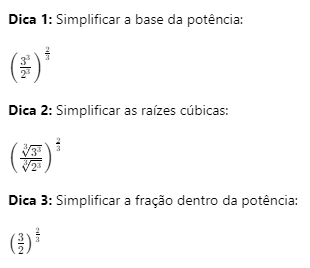 Dica 1: Simplificar a base da potência:
$\left(\frac{3^3}{2^3}\right)^{\frac{2}{3}}$
Dica 2: Simplificar as raízes cúbicas:
$\left(\frac{\sqrt[3]{3^3}}{\sqrt[3]{2^3}}\right)^{\frac{2}{3}}$
Dica 3: Simplificar a fração dentro da potência:
$\left(\frac{3}{2}\right)^{\frac{2}{3}}$